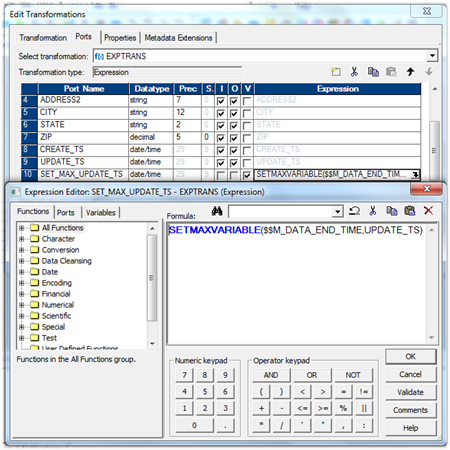 Edit Transformations
Transformation Ports Properties Metadata Extensions
Select transformation: f(x) EXPTRANS
Transformation type: Expression
Port Name Datatype Prec S. I O V Expression
4 ADDRESS2 string 7 0 ADDRESS2
5 CITY string 12 0 CITY
6 STATE string 2 0 STATE
7 ZIP decimal 5 0 ZIP
8 CREATE_TS date/time 29 9 CREATE_TS
9 UPDATE_TS date/time 29 9 UPDATE_TS
10 SET_MAX_UPDATE_TS date/time 29 9 SETMAXVARIABLE($$M_DATA_END_TIM...
Expression Editor: SET_MAX_UPDATE_TS - EXPTRANS (Expression)
Functions Ports Variables
Formula:
SETMAXVARIABLE($$M_DATA_END_TIME,UPDATE_TS)
All Functions
Character
Conversion
Data Cleansing
Date
Encoding
Financial
Numerical
Scientific
Special
Test
User Defined Functions
Functions in the All Functions group.
Numeric keypad
7 8 9
4 5 6
1 2 3
0 .
Operator keypad
AND OR NOT
( ) < > = !=
+ - <= >= % ||
* / ' " , :
OK
Cancel
Validate
Comments
Help